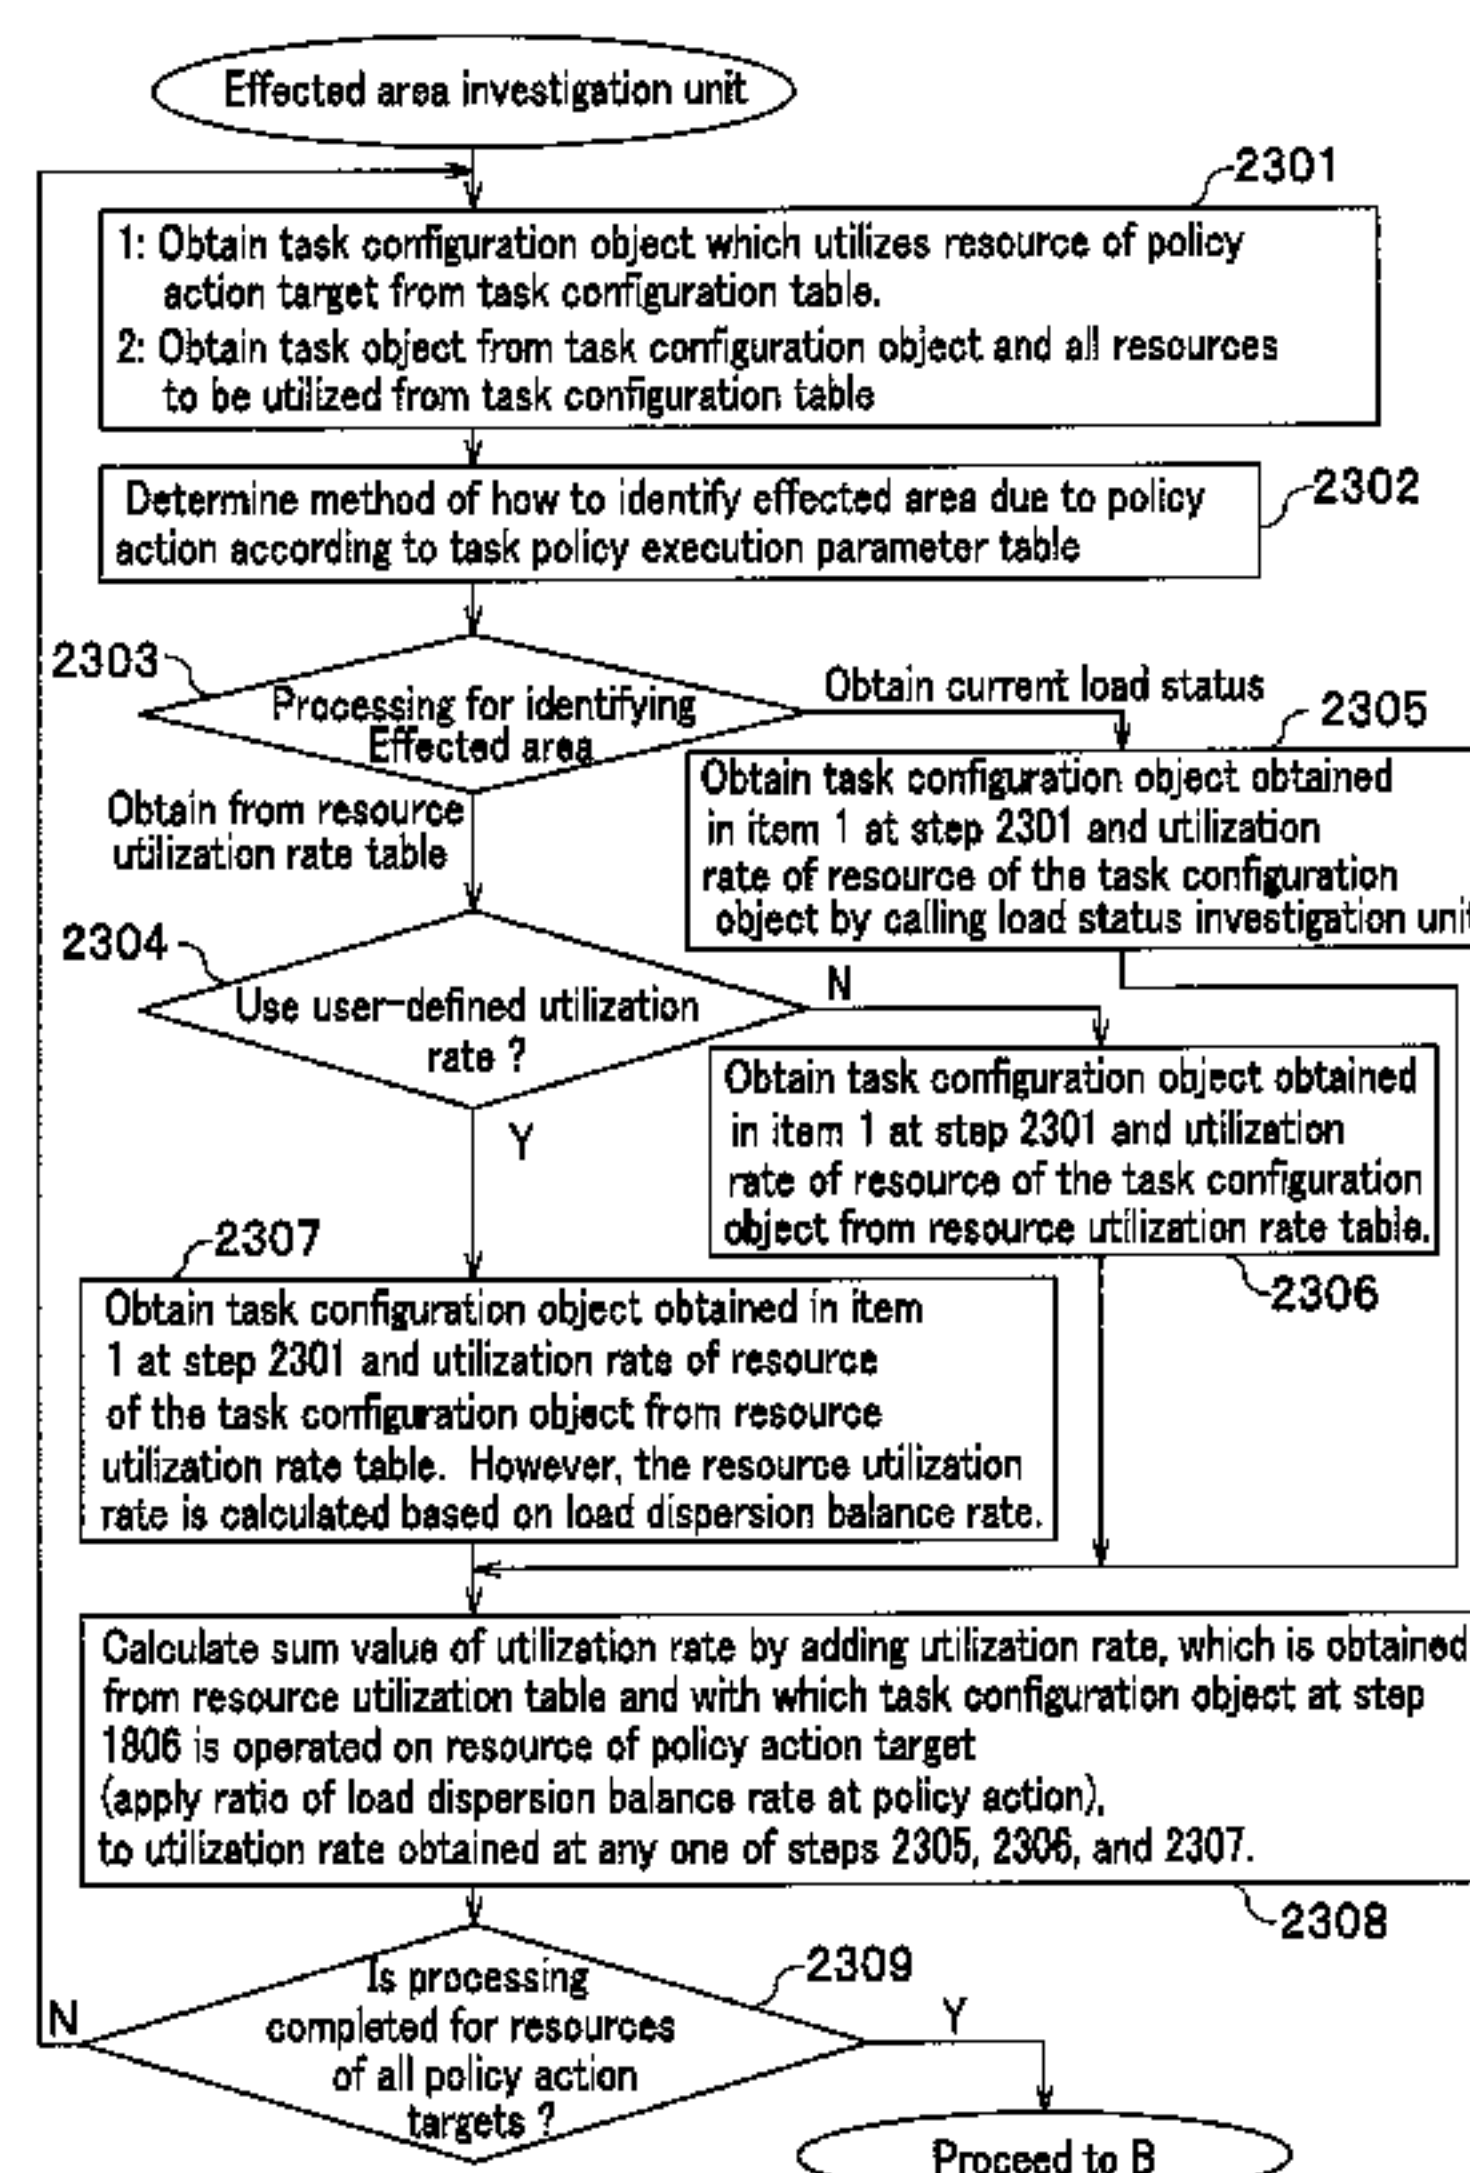 Effected area investigation unit
2301
1: Obtain task configuration object which utilizes resource of policy
action target from task configuration table.
2: Obtain task object from task configuration object and all resources
to be utilized from task configuration table
2302
Determine method of how to identify effected area due to policy
action according to task policy execution parameter table
2303
Processing for identifying
Effected area
Obtain current load status
2305
Obtain from resource
utilization rate table
Obtain task configuration object obtained
in item 1 at step 2301 and utilization
rate of resource of the task configuration
object by calling load status investigation unit
2304
Use user-defined utilization
rate ?
N
Y
Obtain task configuration object obtained
in item 1 at step 2301 and utilization
rate of resource of the task configuration
object from resource utilization rate table.
2306
2307
Obtain task configuration object obtained in item
1 at step 2301 and utilization rate of resource
of the task configuration object from resource
utilization rate table. However, the resource utilization
rate is calculated based on load dispersion balance rate.
Calculate sum value of utilization rate by adding utilization rate, which is obtained
from resource utilization table and with which task configuration object at step
1806 is operated on resource of policy action target
(apply ratio of load dispersion balance rate at policy action),
to utilization rate obtained at any one of steps 2305, 2306, and 2307.
2308
2309
Is processing
completed for resources
of all policy action
targets ?
N
Y
Proceed to B